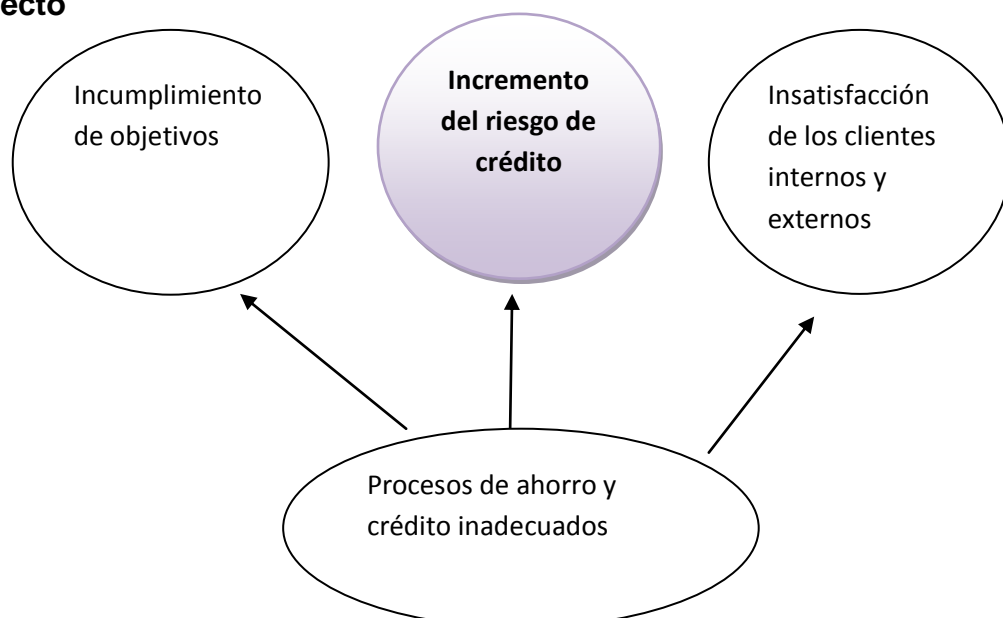 ecto
Incumplimiento
de objetivos
Incremento
del riesgo de
crédito
Insatisfacción
de los clientes
internos y
externos
Procesos de ahorro y
crédito inadecuados